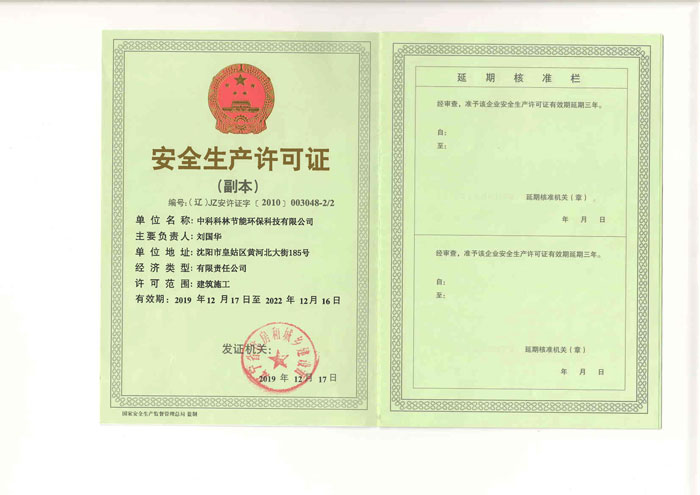 安全生产许可证
(副本)
编号:(辽)JZ安许证字〔2010〕003048-2/2
单位名称:中科科林节能环保科技有限公司
主要负责人:刘国华
单位地址:沈阳市皇姑区黄河北大街185号
经济类型:有限责任公司
许可范围:建筑施工
有效期:2019 年12 月17日至 2022 年 12月 16日
发证机关:
2019 年 12 月 17日
国家安全生产监督管理总局 监制
延期核准栏
经审查,准予该企业安全生产许可证有效期延期三年。
自:
至:
延期核准机关(章)
年 月 日
经审查,准予该企业安全生产许可证有效期延期三年。
自:
至:
延期核准机关(章)
年 月 日